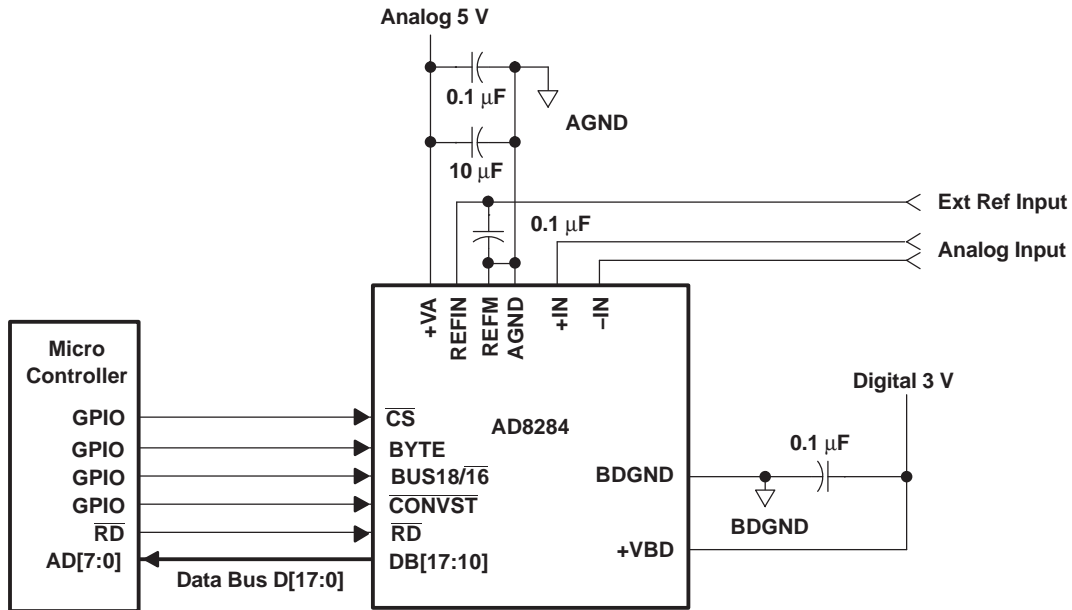 Analog 5 V
0.1 μF
AGND
10 μF
Ext Ref Input
0.1 μF
Analog Input
+VA
REFIN
REFM
AGND
+IN
−IN
Micro
Controller
Digital 3 V
GPIO
CS
AD8284
0.1 μF
GPIO
BYTE
GPIO
BUS18/16
BDGND
GPIO
CONVST
BDGND
RD
RD
+VBD
AD[7:0]
DB[17:10]
Data Bus D[17:0]